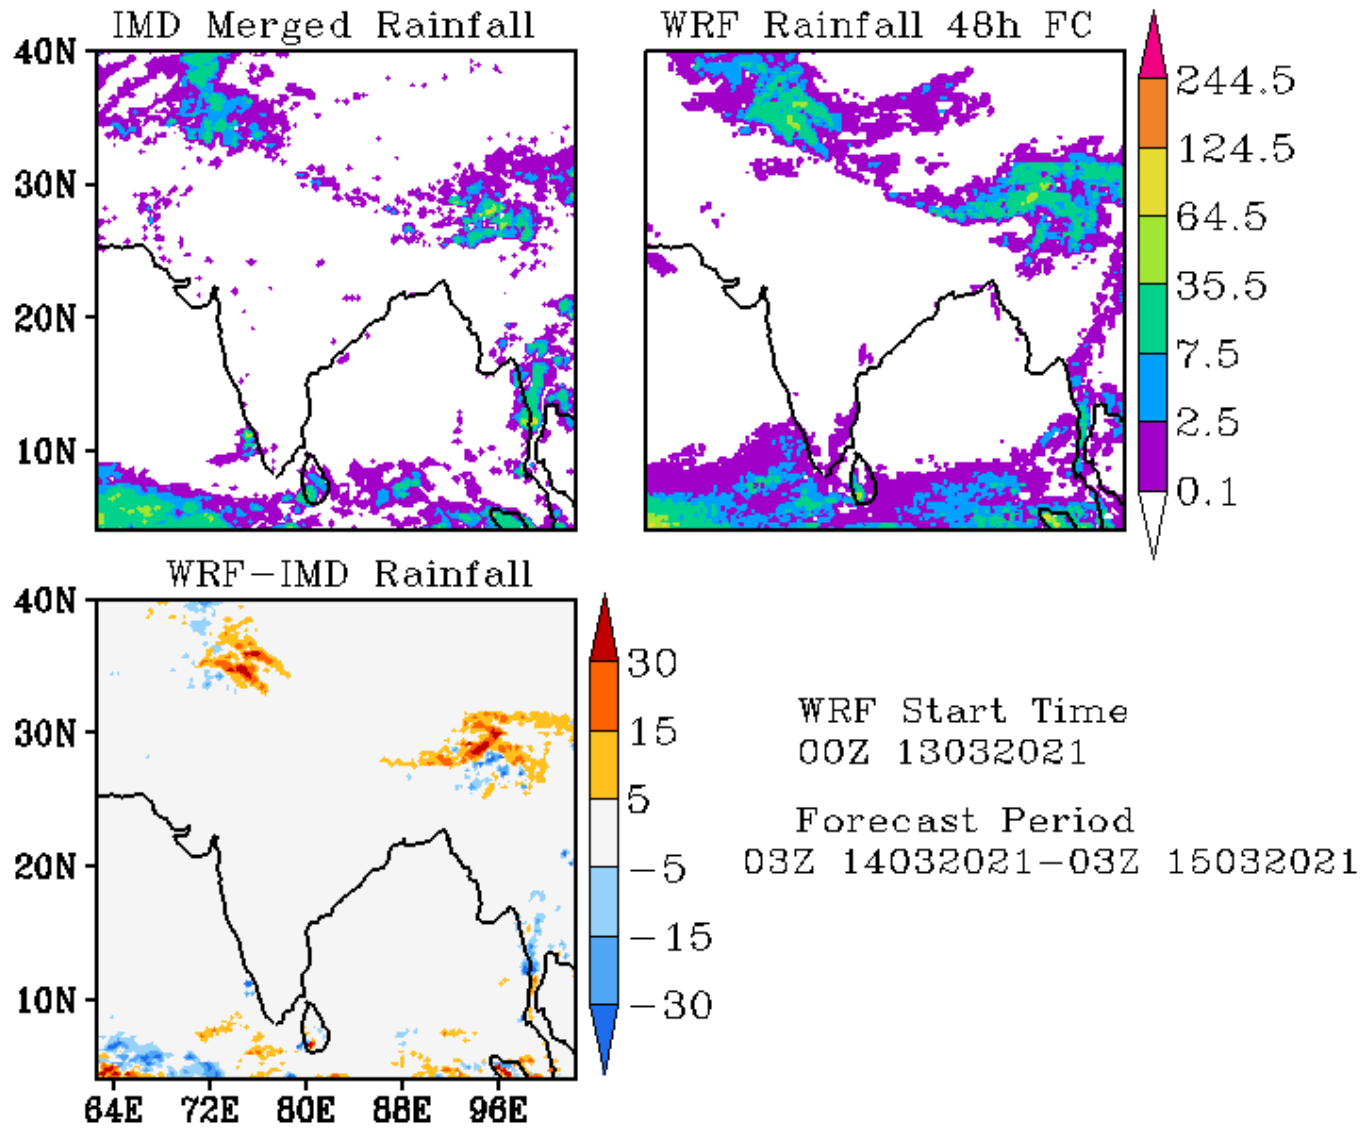 IMD Merged Rainfall
WRF Rainfall 48h FC
40N
30N
20N
10N
244.5
124.5
64.5
35.5
7.5
2.5
0.1
WRF-IMD Rainfall
40N
30N
20N
10N
64E 72E 80E 88E 96E
30
15
5
-5
-15
-30
WRF Start Time
00Z 13032021
Forecast Period
03Z 14032021-03Z 15032021